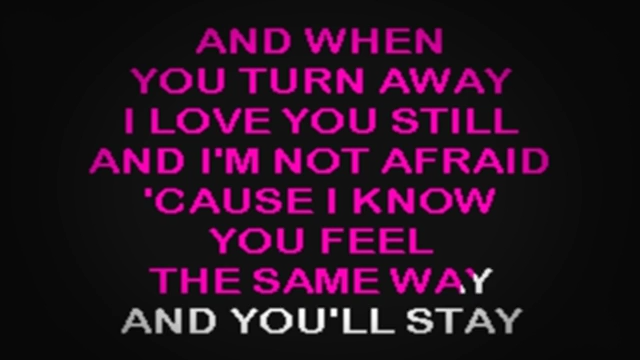 AND WHEN
YOU TURN AWAY
I LOVE YOU STILL
AND I'M NOT AFRAID
'CAUSE I KNOW
YOU FEEL
THE SAME WAY
AND YOU'LL STAY